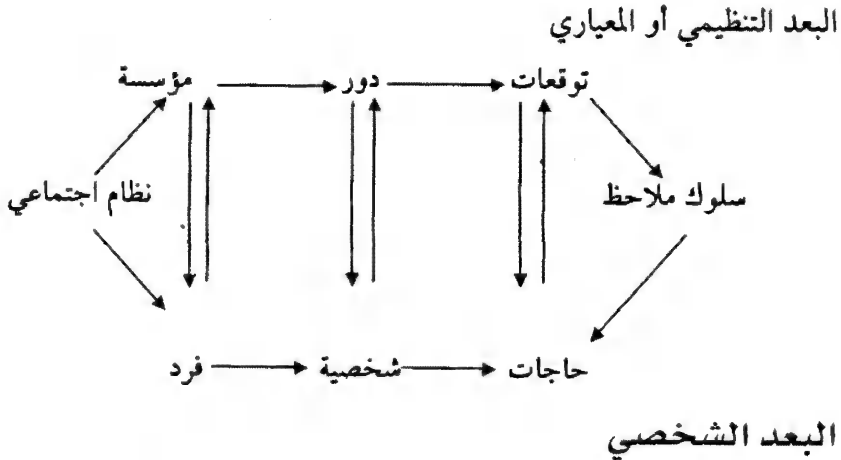 البعد التنظيمي أو المعياري
توقعات
دور
مؤسسة
سلوك ملاحظ
نظام اجتماعي
حاجات
شخصية
فرد
البعد الشخصي